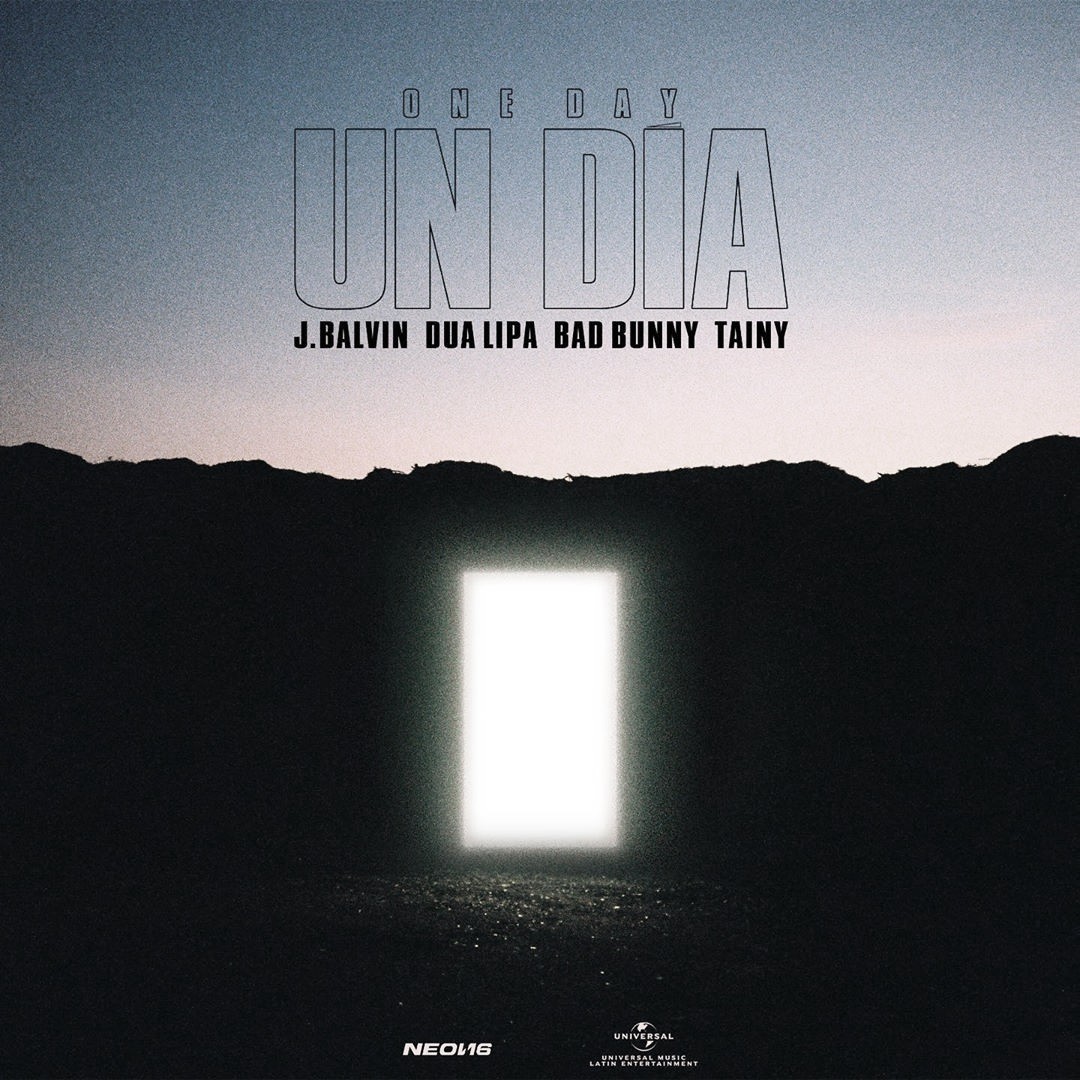 ONE DAY
UN DÍA
J.BALVIN DUA LIPA BAD BUNNY TAINY
NEON16
UNIVERSAL
UNIVERSAL MUSIC
LATIN ENTERTAINMENT